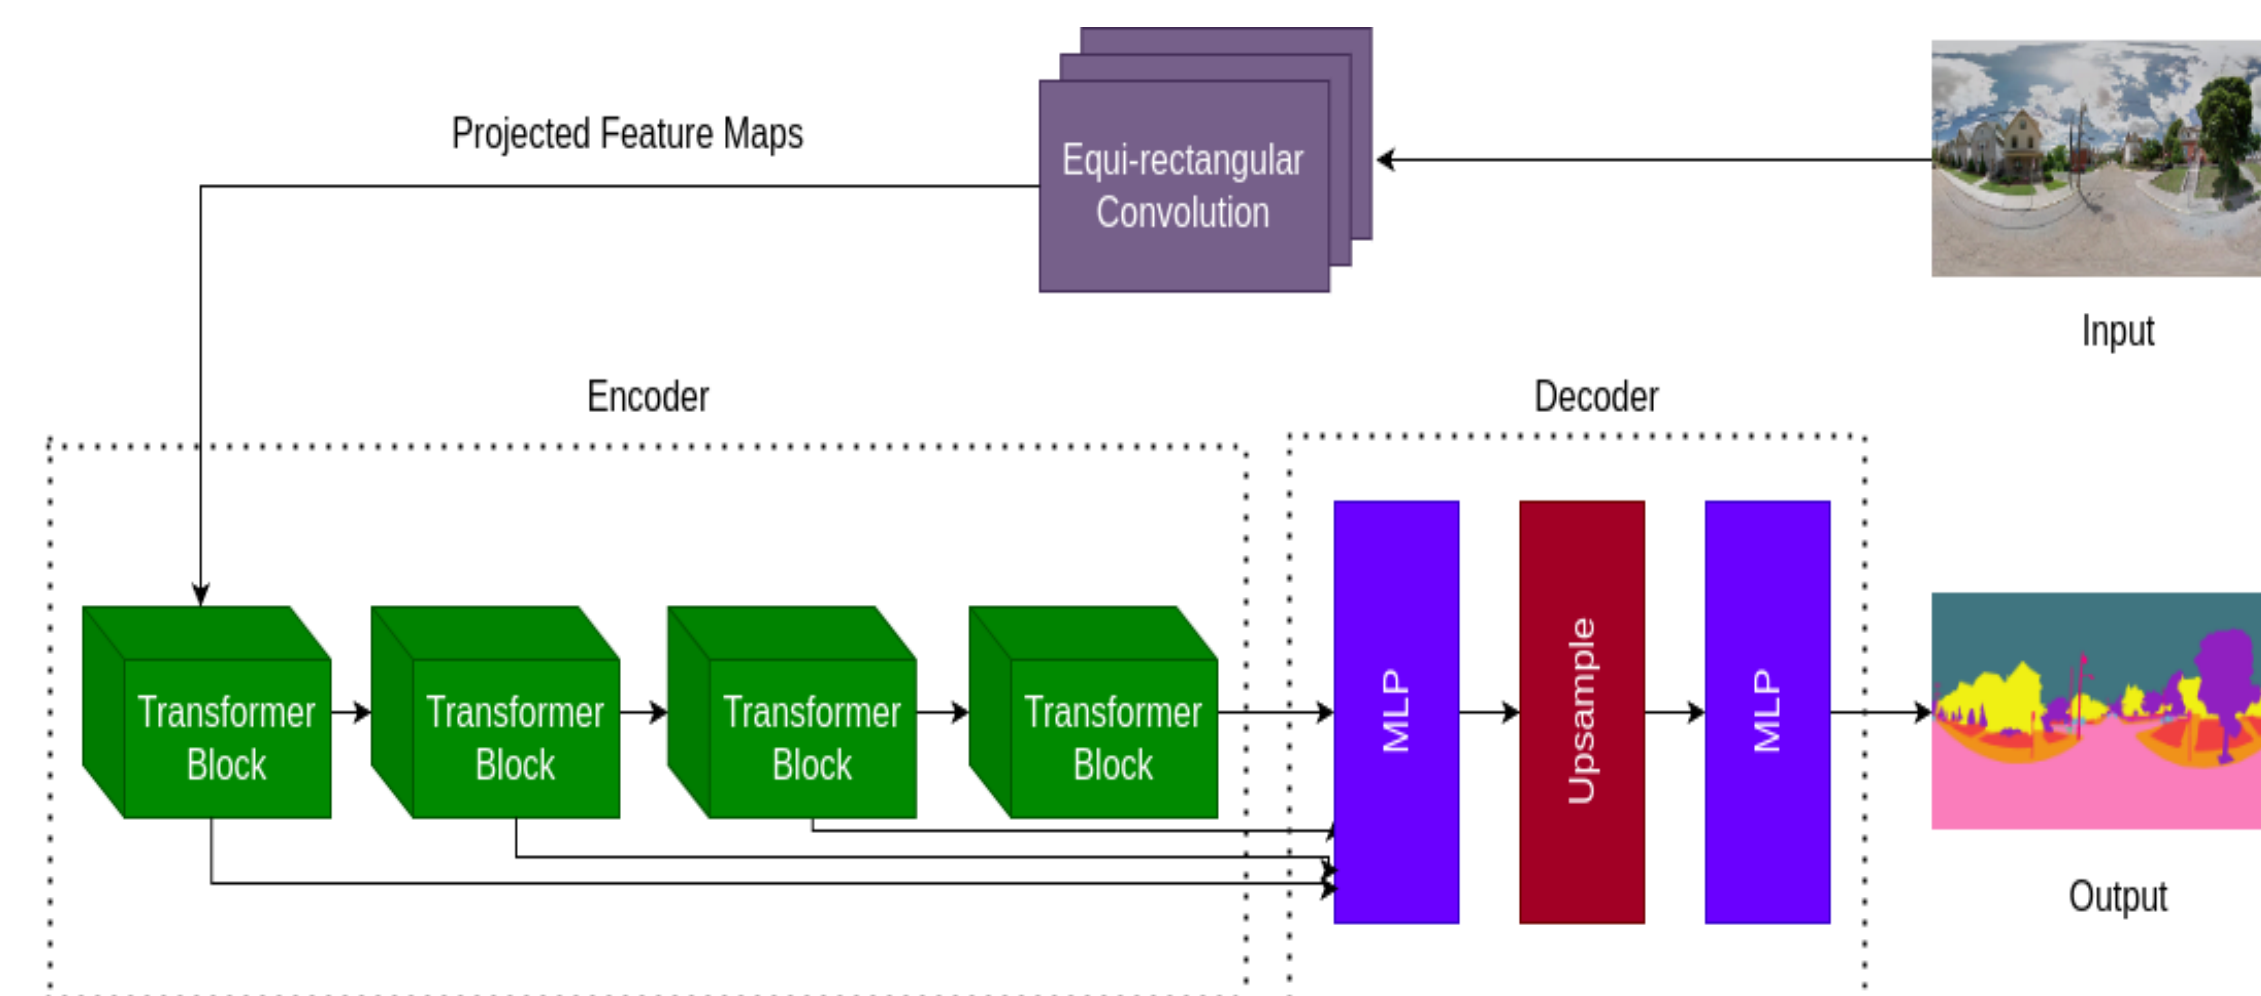 Projected Feature Maps
Equi-rectangular
Convolution
Input
Encoder
Decoder
Transformer
Block
Transformer
Block
Transformer
Block
Transformer
Block
MLP
Upsample
MLP
Output